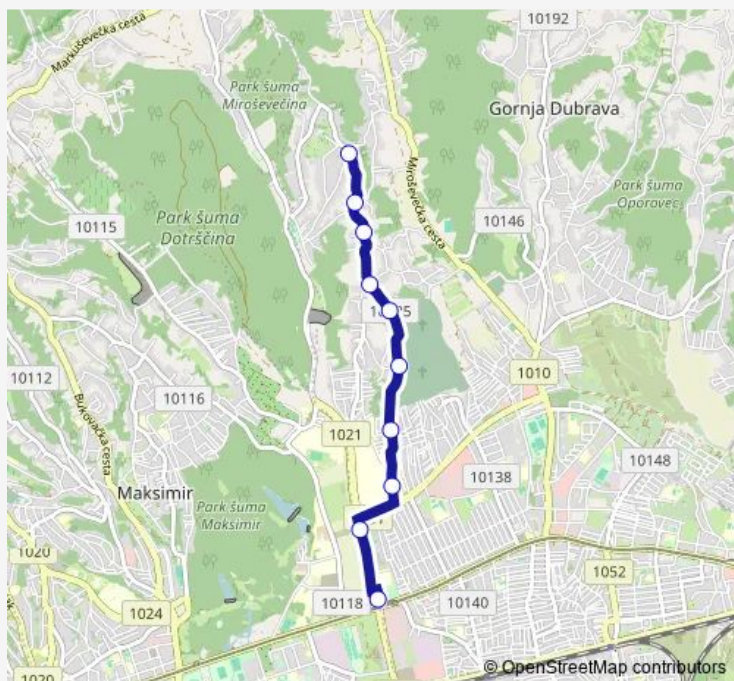 10192
Markuševečka cesta
Park šuma
Miroševečina
Gornja Dubrava
Miroševečka cesta
Park šuma
Oporovec
10115
Park šuma
Dotrščina
10146
10112
1010
10116
Bukovačka cesta
1021
10148
10138
Maksimir
Park šuma
Maksimir
1020
1052
10118
10140
1024
1020
© OpenStreetMap contributors